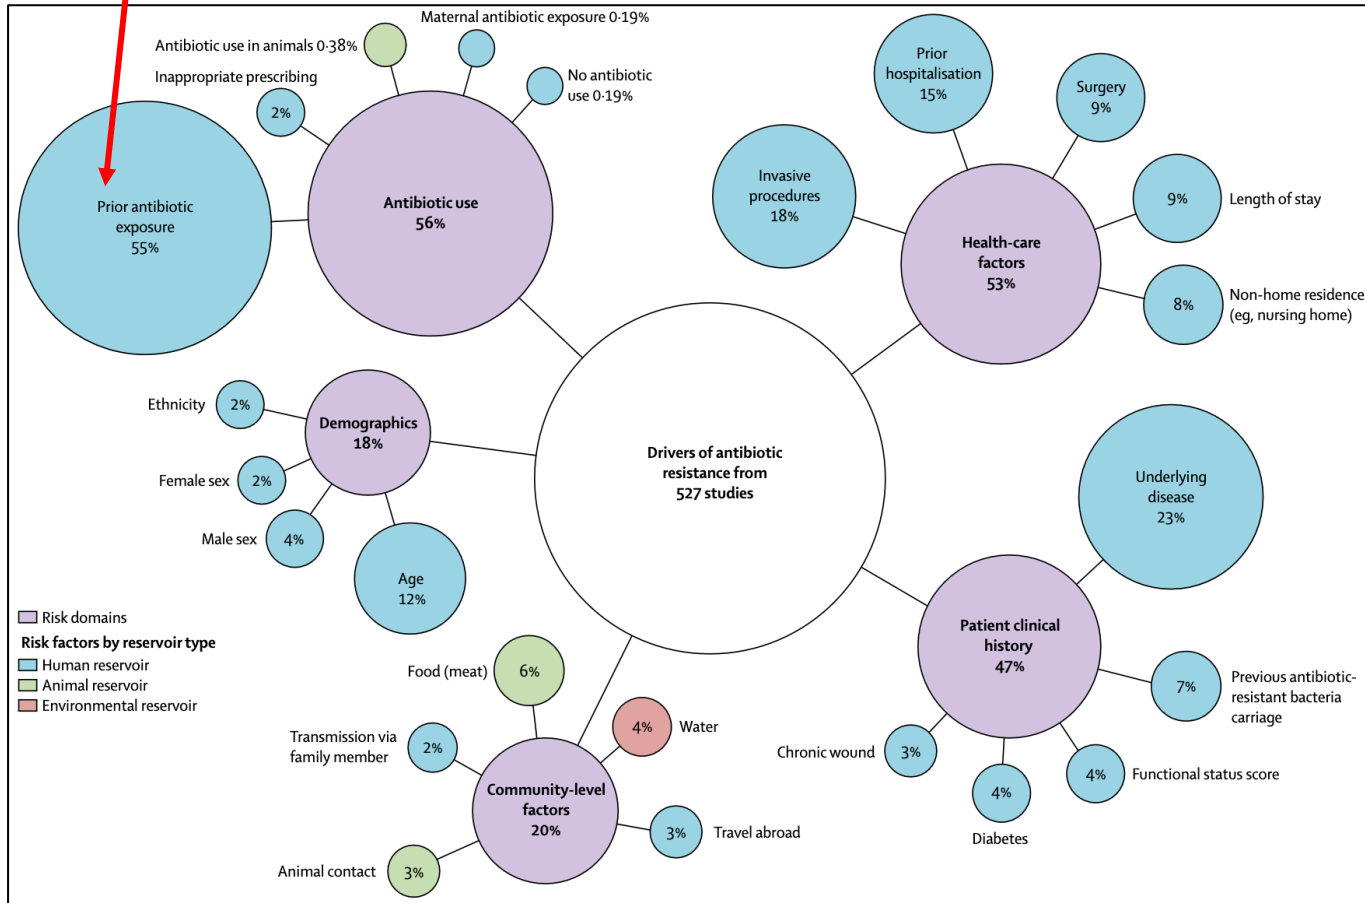 Maternal antibiotic exposure 0·19%
Antibiotic use in animals 0·38%
Inappropriate prescribing
2%
No antibiotic
use 0·19%
Prior antibiotic
exposure
55%
Antibiotic use
56%
Prior
hospitalisation
15%
Surgery
9%
Invasive
procedures
18%
9%
Length of stay
Health-care
factors
53%
8%
Non-home residence
(eg, nursing home)
Ethnicity
2%
Demographics
18%
Female sex
2%
Male sex
4%
Age
12%
Drivers of antibiotic
resistance from
527 studies
Underlying
disease
23%
Patient clinical
history
47%
7%
Previous antibiotic-
resistant bacteria
carriage
Chronic wound
3%
4%
Diabetes
4%
Functional status score
Risk domains
Risk factors by reservoir type
Human reservoir
Animal reservoir
Environmental reservoir
Food (meat)
6%
4%
Water
Transmission via
family member
2%
Community-level
factors
20%
3%
Travel abroad
Animal contact
3%